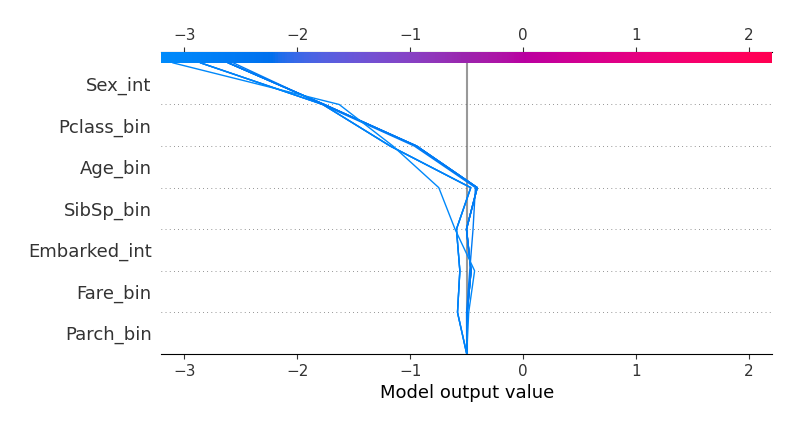 −3 −2 −1 0 1 2
Sex_int
Pclass_bin
Age_bin
SibSp_bin
Embarked_int
Fare_bin
Parch_bin
−3 −2 −1 0 1 2
Model output value